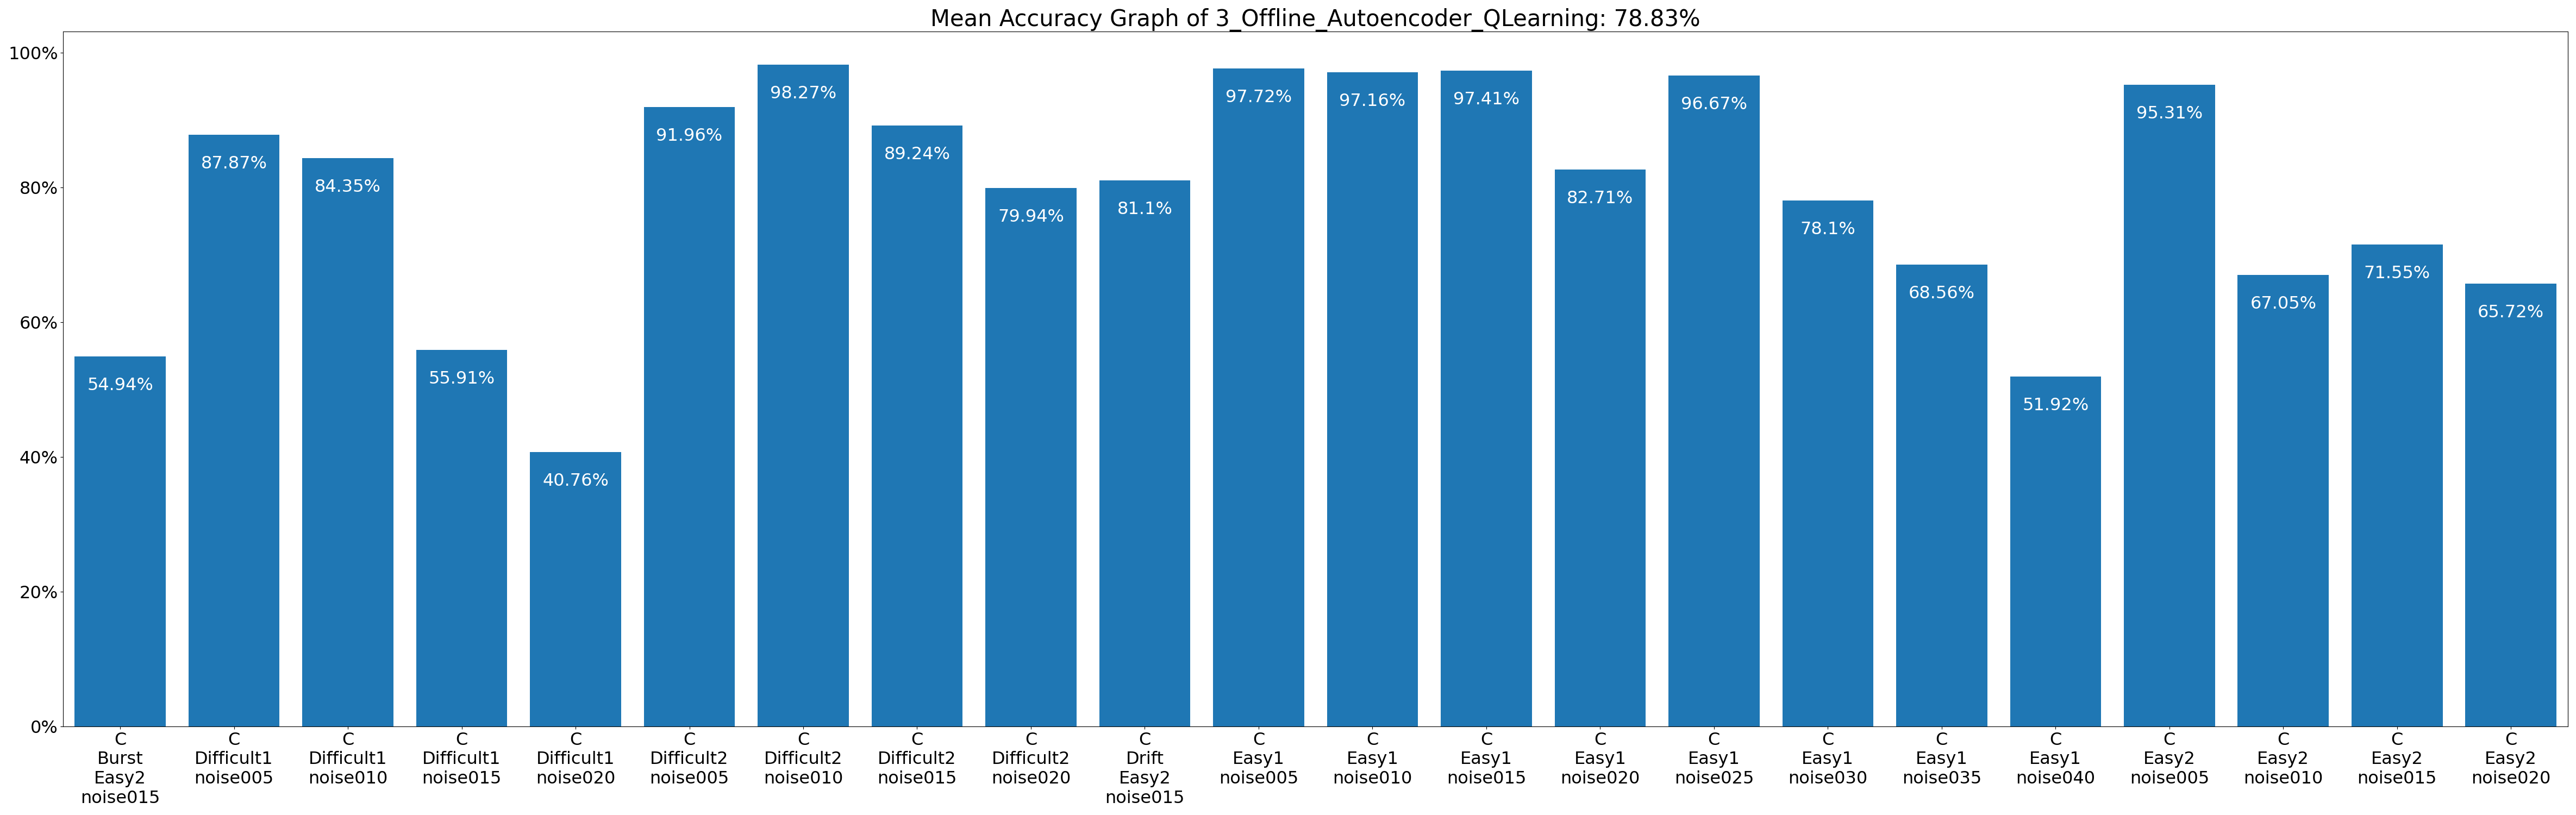 Mean Accuracy Graph of 3_Offline_Autoencoder_QLearning: 78.83%
100%
80%
60%
40%
20%
0%
54.94%
87.87%
84.35%
55.91%
40.76%
91.96%
98.27%
89.24%
79.94%
81.1%
97.72%
97.16%
97.41%
82.71%
96.67%
78.1%
68.56%
51.92%
95.31%
67.05%
71.55%
65.72%
C
Burst
Easy2
noise015
C
Difficult1
noise005
C
Difficult1
noise010
C
Difficult1
noise015
C
Difficult1
noise020
C
Difficult2
noise005
C
Difficult2
noise010
C
Difficult2
noise015
C
Difficult2
noise020
C
Drift
Easy2
noise015
C
Easy1
noise005
C
Easy1
noise010
C
Easy1
noise015
C
Easy1
noise020
C
Easy1
noise025
C
Easy1
noise030
C
Easy1
noise035
C
Easy1
noise040
C
Easy2
noise005
C
Easy2
noise010
C
Easy2
noise015
C
Easy2
noise020